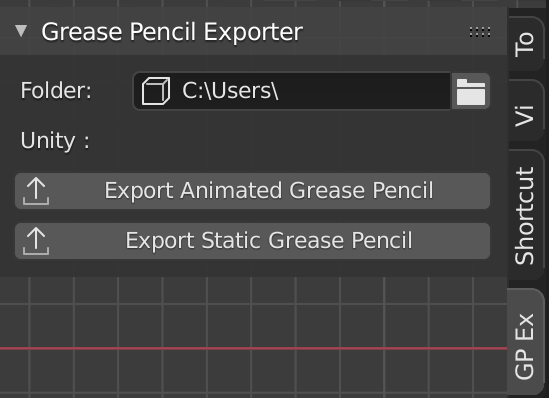 Grease Pencil Exporter
Folder:
C:\Users\
Unity :
Export Animated Grease Pencil
Export Static Grease Pencil
To
Vi
Shortcut
GP Ex